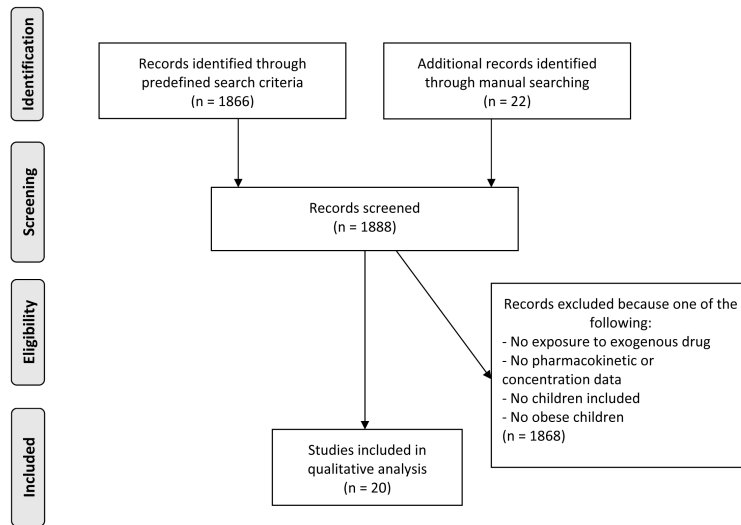 Identification
Records identified through
predefined search criteria
(n = 1866)
Additional records identified
through manual searching
(n = 22)
Screening
Records screened
(n = 1888)
Eligibility
Records excluded because one of the
following:
- No exposure to exogenous drug
- No pharmacokinetic or
concentration data
- No children included
- No obese children
(n = 1868)
Included
Studies included in
qualitative analysis
(n = 20)